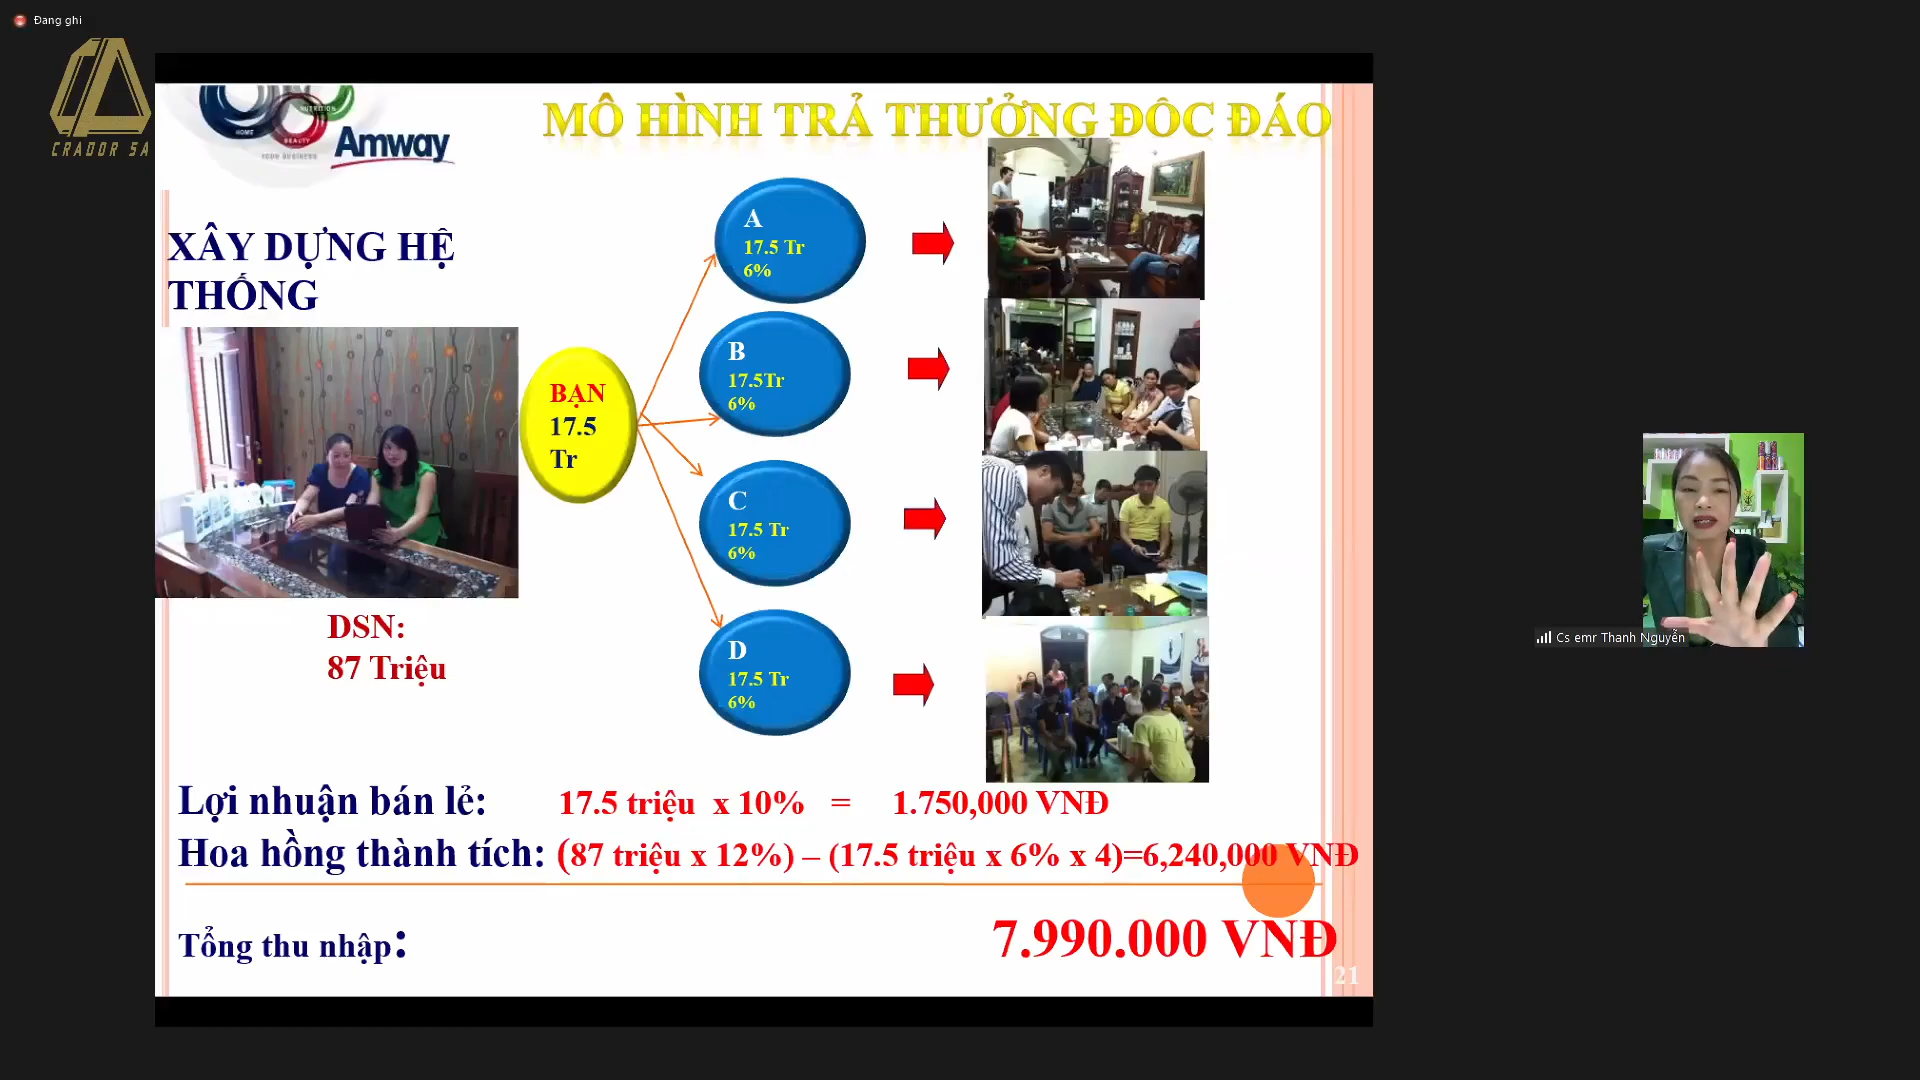 Đang ghi
CRADOR SA
HOME
NUTRITION
BEAUTY
Amway
MÔ HÌNH TRẢ THƯỞNG ĐÔC ĐÁO
XÂY DỰNG HỆ
THỐNG
A
17.5 Tr
6%
B
17.5Tr
6%
BẠN
17.5
Tr
C
17.5 Tr
6%
D
17.5 Tr
6%
DSN:
87 Triệu
Cs emr Thanh Nguyễn
Lợi nhuận bán lẻ: 17.5 triệu x 10% = 1.750,000 VNĐ
Hoa hồng thành tích: (87 triệu x 12%) – (17.5 triệu x 6% x 4)=6,240,000 VNĐ
Tổng thu nhập: 7.990.000 VNĐ
21